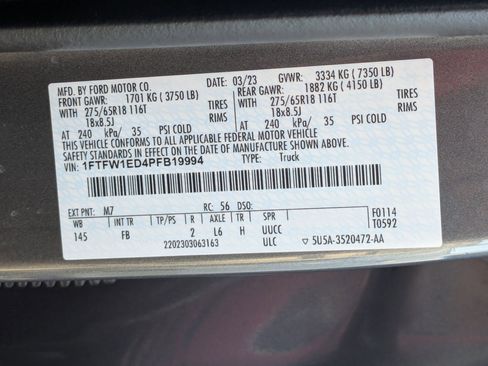 MFD. BY FORD MOTOR CO. DATE: 03/23 GVWR: 3334 KG ( 7350 LB)
FRONT GAWR: 1701 KG ( 3750 LB) REAR GAWR: 1882 KG ( 4150 LB)
WITH WITH
275/65R18 116T TIRES 275/65R18 116T TIRES
18x8.5J RIMS 18x8.5J RIMS
AT 240 kPa/ 35 PSI COLD AT 240 kPa/ 35 PSI COLD
THIS VEHICLE CONFORMS TO ALL APPLICABLE FEDERAL MOTOR VEHICLE
SAFETY STANDARDS IN EFFECT ON THE DATE OF MANUFACTURE SHOWN ABOVE.
VIN: 1FTFW1ED4PFB19994 TYPE: Truck
EXT PNT: M7 RC: 56 DSO: F0114
WB INT TR TP/PS R AXLE TR SPR T0592
145 FB 2 L6 H UUCC
2202303063163 ULC ▽ 5U5A-3520472-AA